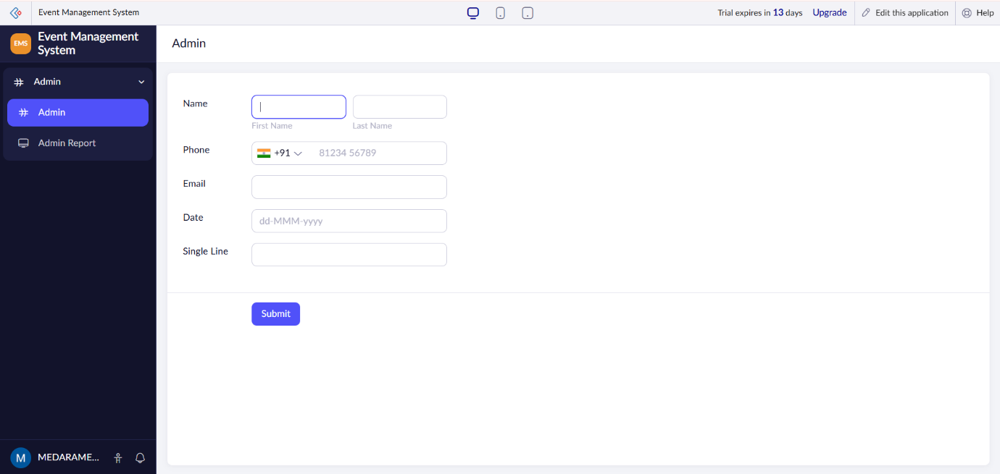 Event Management System
Trial expires in 13 days Upgrade Edit this application Help
EMS Event Management
System
Admin
Admin
Admin Report
Admin
Name
First Name Last Name
Phone +91 81234 56789
Email
Date dd-MMM-yyyy
Single Line
Submit
M MEDARAME...